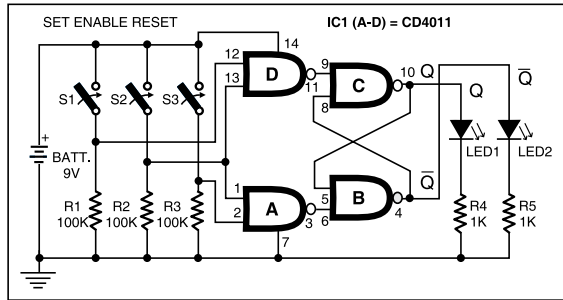 SET ENABLE RESET
IC1 (A-D) = CD4011
14
12
13
D
11
9
8
C
10
Q
Q
Q̅
S1
S2
S3
LED1
LED2
+
BATT.
9V
Q̅
1
2
A
3
7
5
6
B
4
R1
100K
R2
100K
R3
100K
R4
1K
R5
1K